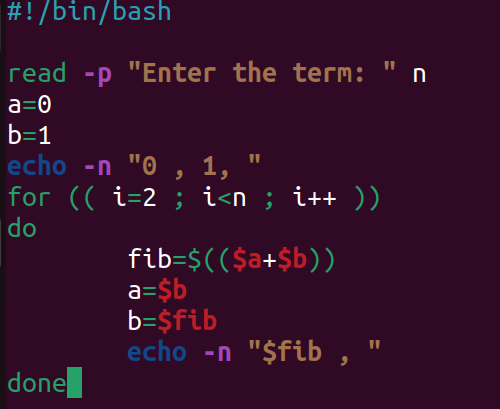 #!/bin/bash
read -p "Enter the term: " n
a=0
b=1
echo -n "0 , 1, "
for (( i=2 ; i<n ; i++ ))
do
        fib=$(($a+$b))
        a=$b
        b=$fib
        echo -n "$fib , "
done